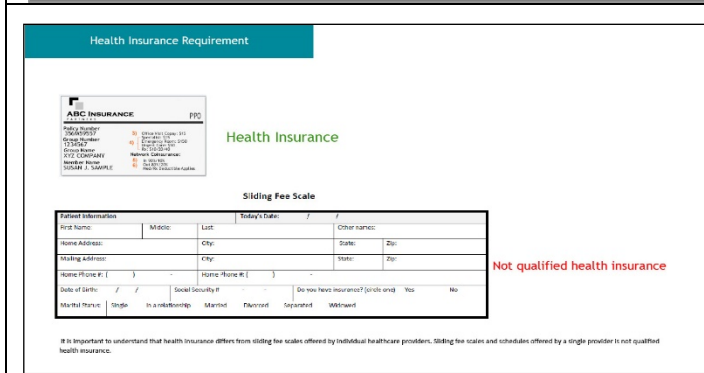 Health Insurance Requirement
ABC INSURANCE PPO
Policy Number
Group Number
1234567
Group Name
XYZ COMPANY
Member Name
SUSAN J. SAMPLE
Health Insurance
Sliding Fee Scale
Patient Information Today's Date: / /
First Name: Middle: Last: Other names:
Home Address: City: State: Zip:
Mailing Address: City: State: Zip:
Home Phone #: ( ) - Home Phone #: ( ) -
Not qualified health insurance
Date of Birth: / / Social Security # - - Do you have insurance? (circle one) Yes No
Marital Status: Single In a relationship Married Divorced Separated Widowed
It is important to understand that health insurance differs from sliding fee scales offered by individual healthcare providers. Sliding fee scales and schedules offered by a single provider is not qualified
health insurance.